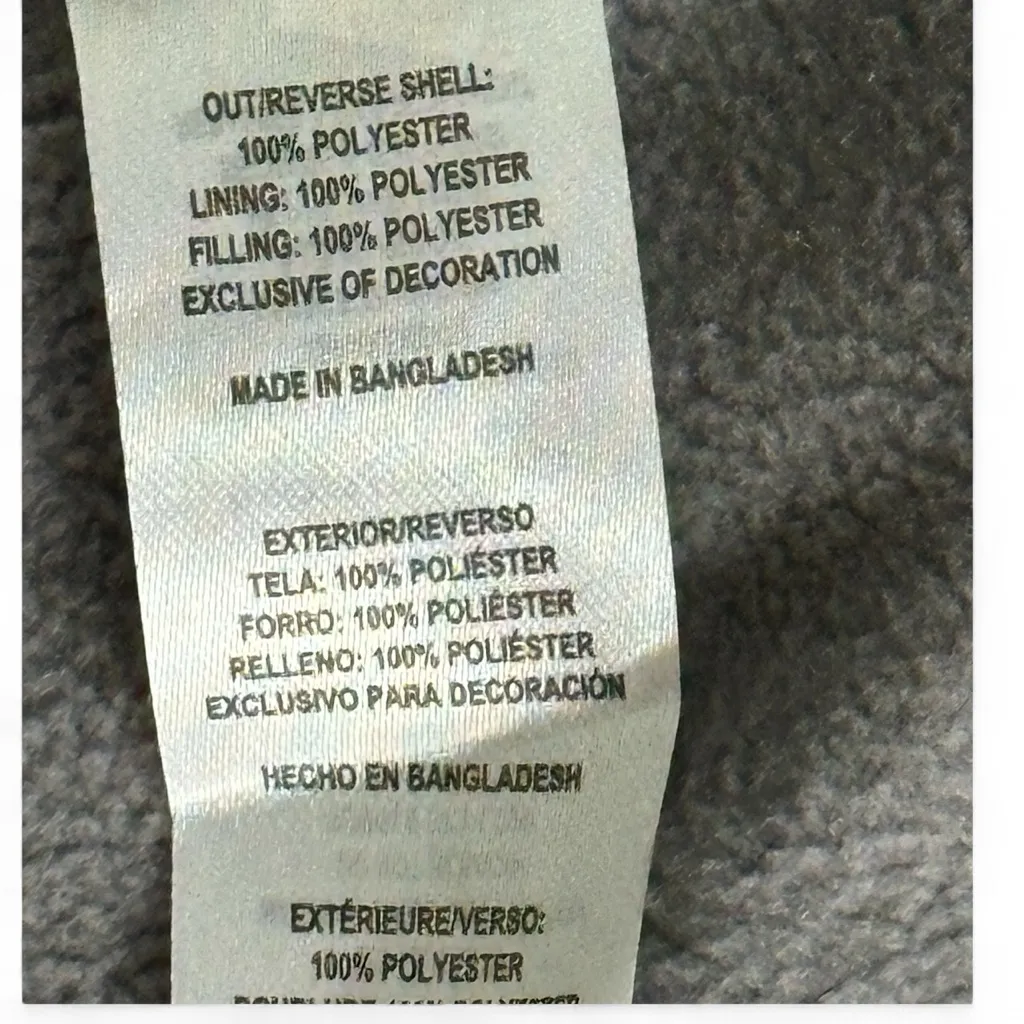 OUT/REVERSE SHELL:
100% POLYESTER
LINING: 100% POLYESTER
FILLING: 100% POLYESTER
EXCLUSIVE OF DECORATION
MADE IN BANGLADESH
EXTERIOR/REVERSO
TELA: 100% POLIÉSTER
FORRO: 100% POLIÉSTER
RELLENO: 100% POLIÉSTER
EXCLUSIVO PARA DECORACIÓN
HECHO EN BANGLADESH
EXTÉRIEURE/VERSO:
100% POLYESTER
100% POLYESTER